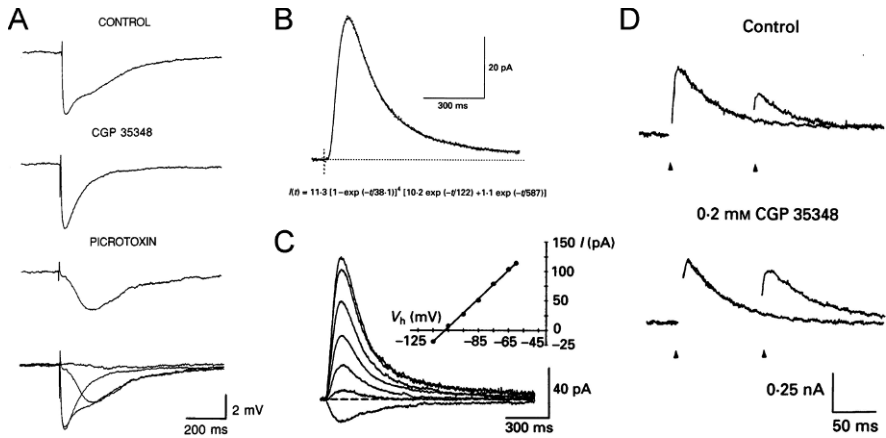 A
CONTROL
CGP 35348
PICROTOXIN
2 mV
200 ms
B
20 pA
300 ms
I(t) = 11·3 [1−exp (−t/38·1)]⁴ [10·2 exp (−t/122) +1·1 exp (−t/587)]
C
150 I (pA)
100
50
0
−25
Vₕ (mV)
−125 −85 −65 −45
40 pA
300 ms
D
Control
0·2 mM CGP 35348
0·25 nA
50 ms